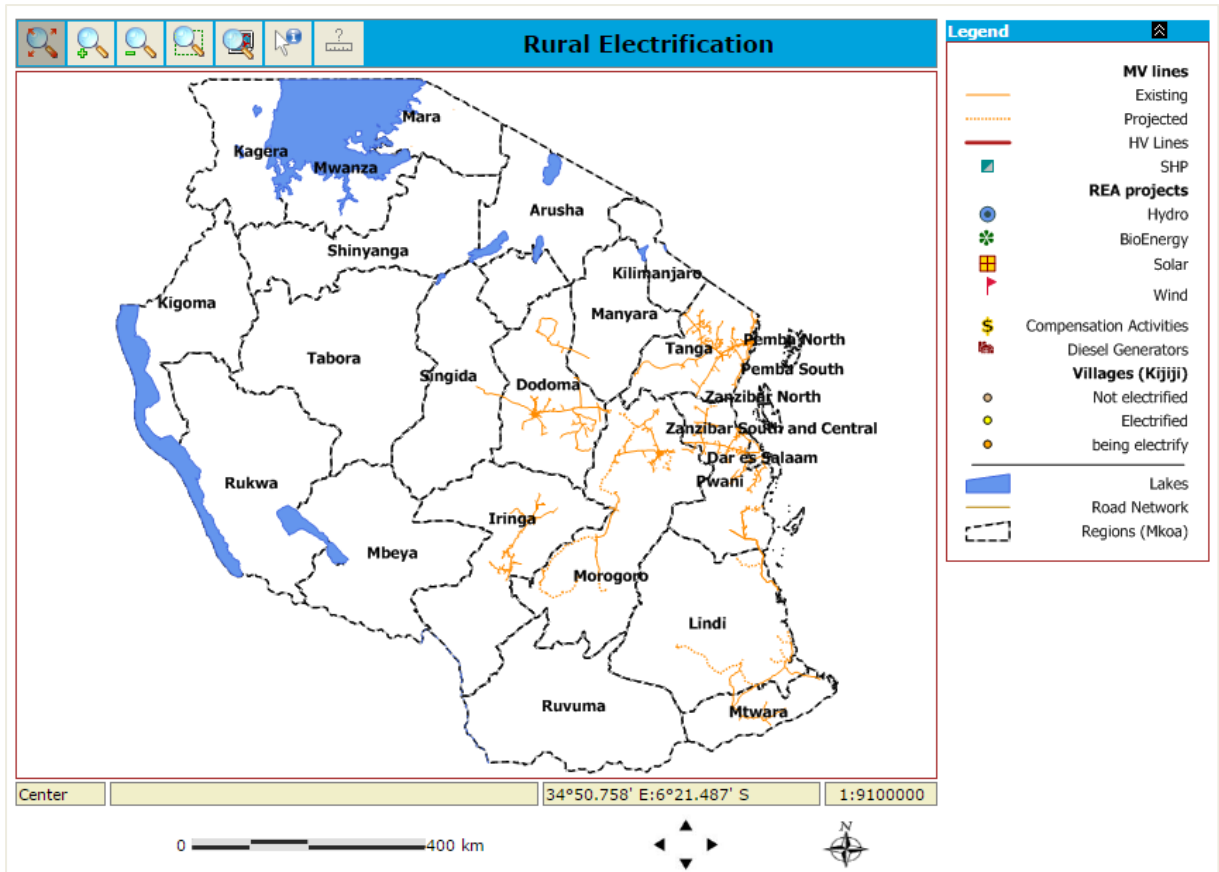 Rural Electrification
Legend
MV lines
Existing
Projected
HV Lines
SHP
REA projects
Hydro
BioEnergy
Solar
Wind
Compensation Activities
Diesel Generators
Villages (Kijiji)
Not electrified
Electrified
being electrify
Lakes
Road Network
Regions (Mkoa)
Mara
Kagera
Mwanza
Arusha
Shinyanga
Kilimanjaro
Kigoma
Manyara
Pemba North
Tanga
Tabora
Pemba South
Singida
Dodoma
Zanzibar North
Zanzibar South and Central
Dar es Salaam
Rukwa
Pwani
Iringa
Mbeya
Morogoro
Lindi
Ruvuma
Mtwara
Center
34°50.758' E:6°21.487' S
1:9100000
0
400 km
N